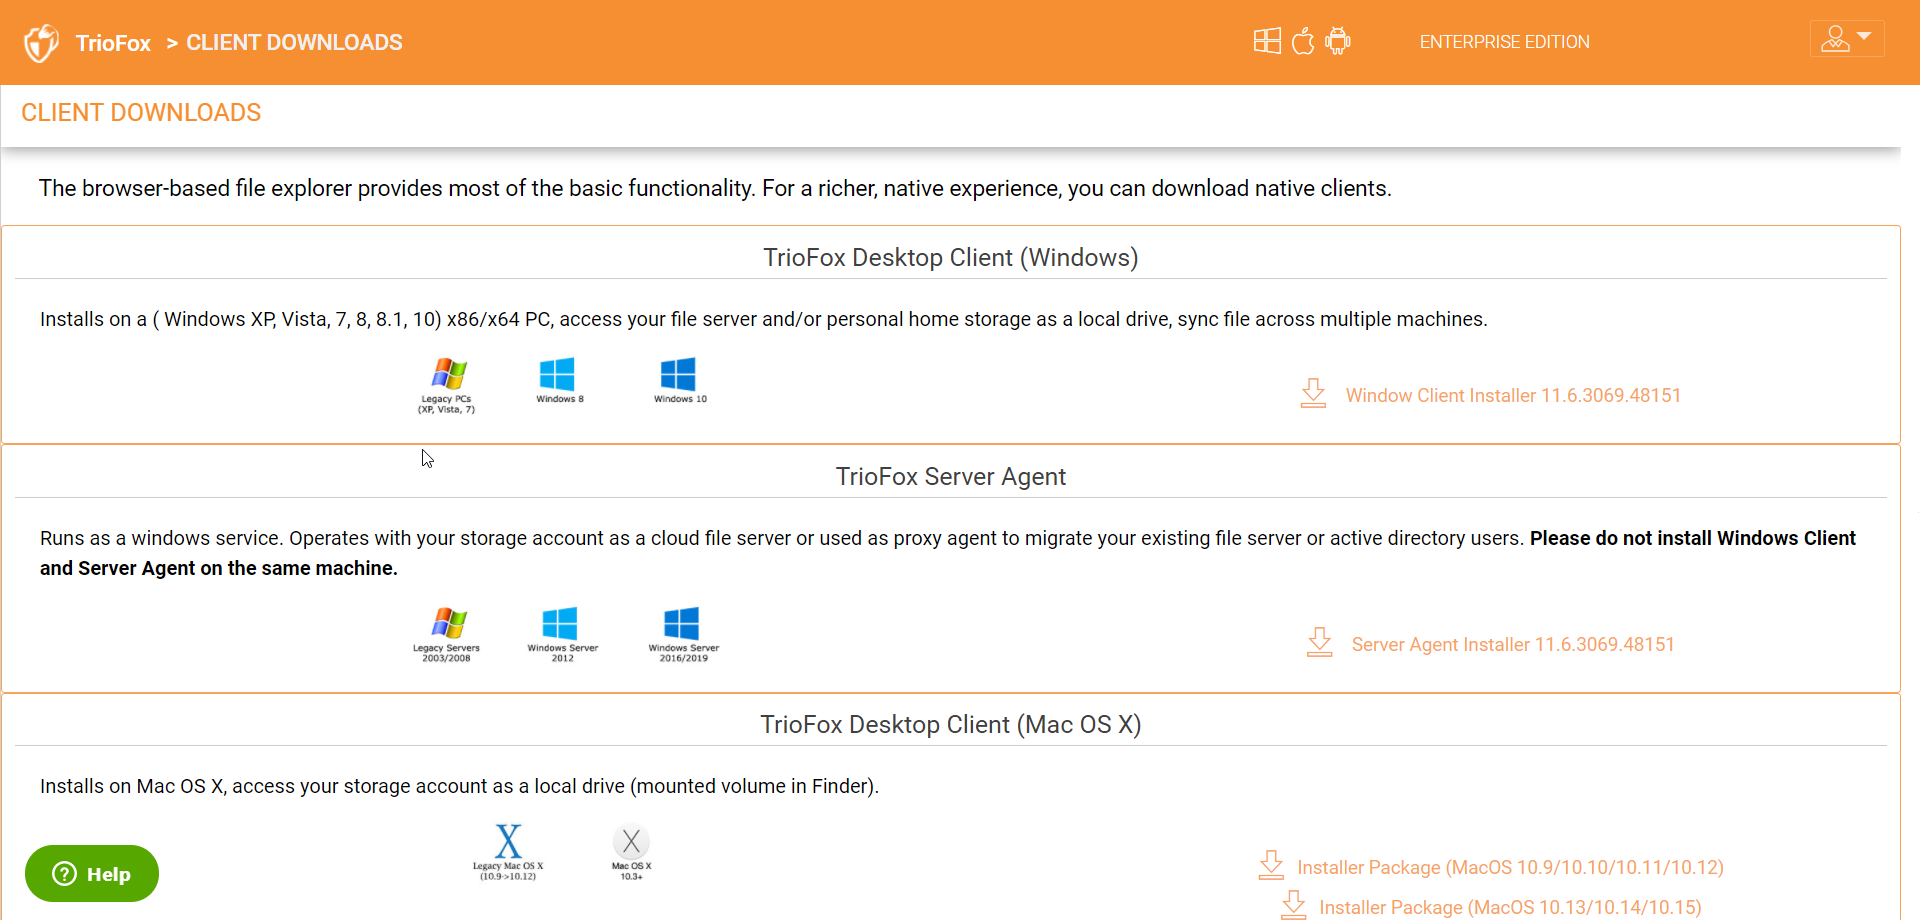 TrioFox > CLIENT DOWNLOADS
ENTERPRISE EDITION
CLIENT DOWNLOADS
The browser-based file explorer provides most of the basic functionality. For a richer, native experience, you can download native clients.
TrioFox Desktop Client (Windows)
Installs on a ( Windows XP, Vista, 7, 8, 8.1, 10) x86/x64 PC, access your file server and/or personal home storage as a local drive, sync file across multiple machines.
Legacy PCs
(XP, Vista, 7)
Windows 8
Windows 10
Window Client Installer 11.6.3069.48151
TrioFox Server Agent
Runs as a windows service. Operates with your storage account as a cloud file server or used as proxy agent to migrate your existing file server or active directory users. Please do not install Windows Client
and Server Agent on the same machine.
Legacy Servers
2003/2008
Windows Server
2012
Windows Server
2016/2019
Server Agent Installer 11.6.3069.48151
TrioFox Desktop Client (Mac OS X)
Installs on Mac OS X, access your storage account as a local drive (mounted volume in Finder).
Legacy Mac OS X
(10.9->10.12)
Mac OS X
10.3+
Installer Package (MacOS 10.9/10.10/10.11/10.12)
Installer Package (MacOS 10.13/10.14/10.15)
Help